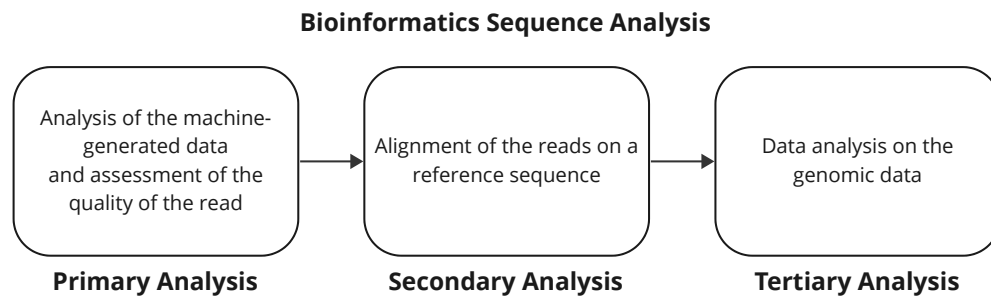 Bioinformatics Sequence Analysis
Analysis of the machine-
generated data
and assessment of the
quality of the read
Alignment of the reads on a
reference sequence
Data analysis on the
genomic data
Primary Analysis
Secondary Analysis
Tertiary Analysis